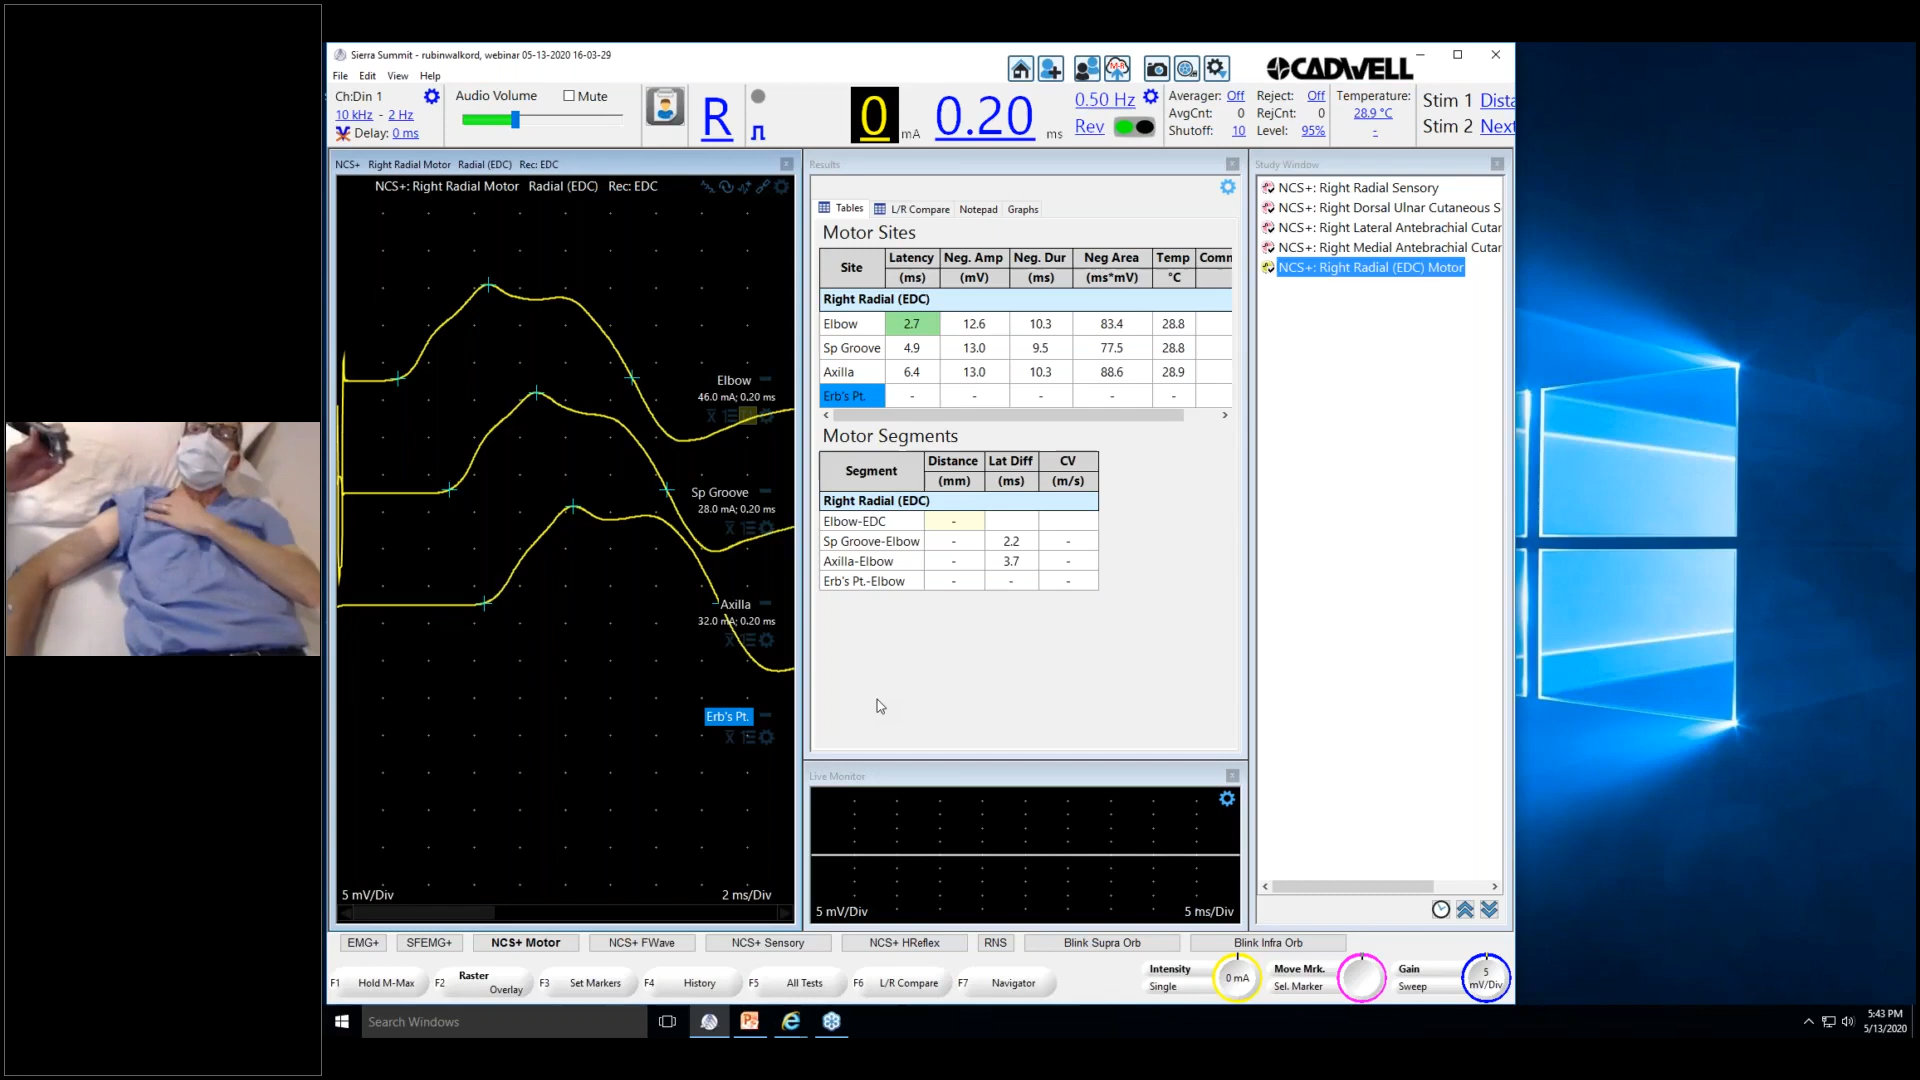 Sierra Summit - rubinwalkord, webinar 05-13-2020 16-03-29
File Edit View Help
CADWELL
Ch:Din 1
10 kHz - 2 Hz
Delay: 0 ms
Audio Volume Mute
R
0 mA
0.20 ms
0.50 Hz
Rev
Averager: Off
AvgCnt: 0
Shutoff: 10
Reject: Off
RejCnt: 0
Level: 95%
Temperature:
28.9 °C
-
Stim 1 Dista
Stim 2 Next
NCS+ Right Radial Motor Radial (EDC) Rec: EDC
NCS+: Right Radial Motor Radial (EDC) Rec: EDC
Elbow
46.0 mA; 0.20 ms
Sp Groove
28.0 mA; 0.20 ms
Axilla
32.0 mA; 0.20 ms
Erb's Pt.
5 mV/Div 2 ms/Div
Results
Tables L/R Compare Notepad Graphs
Motor Sites
Site Latency (ms) Neg. Amp (mV) Neg. Dur (ms) Neg Area (ms*mV) Temp °C Comn
Right Radial (EDC)
Elbow 2.7 12.6 10.3 83.4 28.8
Sp Groove 4.9 13.0 9.5 77.5 28.8
Axilla 6.4 13.0 10.3 88.6 28.9
Erb's Pt. - - - - -
Motor Segments
Segment Distance (mm) Lat Diff (ms) CV (m/s)
Right Radial (EDC)
Elbow-EDC -
Sp Groove-Elbow - 2.2 -
Axilla-Elbow - 3.7 -
Erb's Pt.-Elbow - - -
Live Monitor
5 mV/Div 5 ms/Div
Study Window
NCS+: Right Radial Sensory
NCS+: Right Dorsal Ulnar Cutaneous S
NCS+: Right Lateral Antebrachial Cutar
NCS+: Right Medial Antebrachial Cutar
NCS+: Right Radial (EDC) Motor
EMG+ SFEMG+ NCS+ Motor NCS+ FWave NCS+ Sensory NCS+ HReflex RNS Blink Supra Orb Blink Infra Orb
F1 Hold M-Max F2 Raster Overlay F3 Set Markers F4 History F5 All Tests F6 L/R Compare F7 Navigator
Intensity
Single
0 mA
Move Mrk.
Sel. Marker
Gain
Sweep
5
mV/Div
Search Windows
5:43 PM
5/13/2020